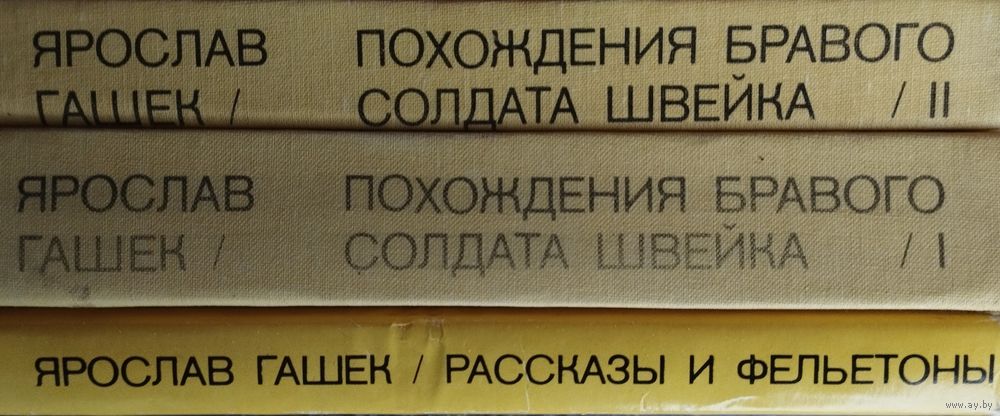 ЯРОСЛАВ ПОХОЖДЕНИЯ БРАВОГО
ГАШЕК / СОЛДАТА ШВЕЙКА / II
ЯРОСЛАВ ПОХОЖДЕНИЯ БРАВОГО
ГАШЕК / СОЛДАТА ШВЕЙКА / I
ЯРОСЛАВ ГАШЕК / РАССКАЗЫ И ФЕЛЬЕТОНЫ
www.ay.by